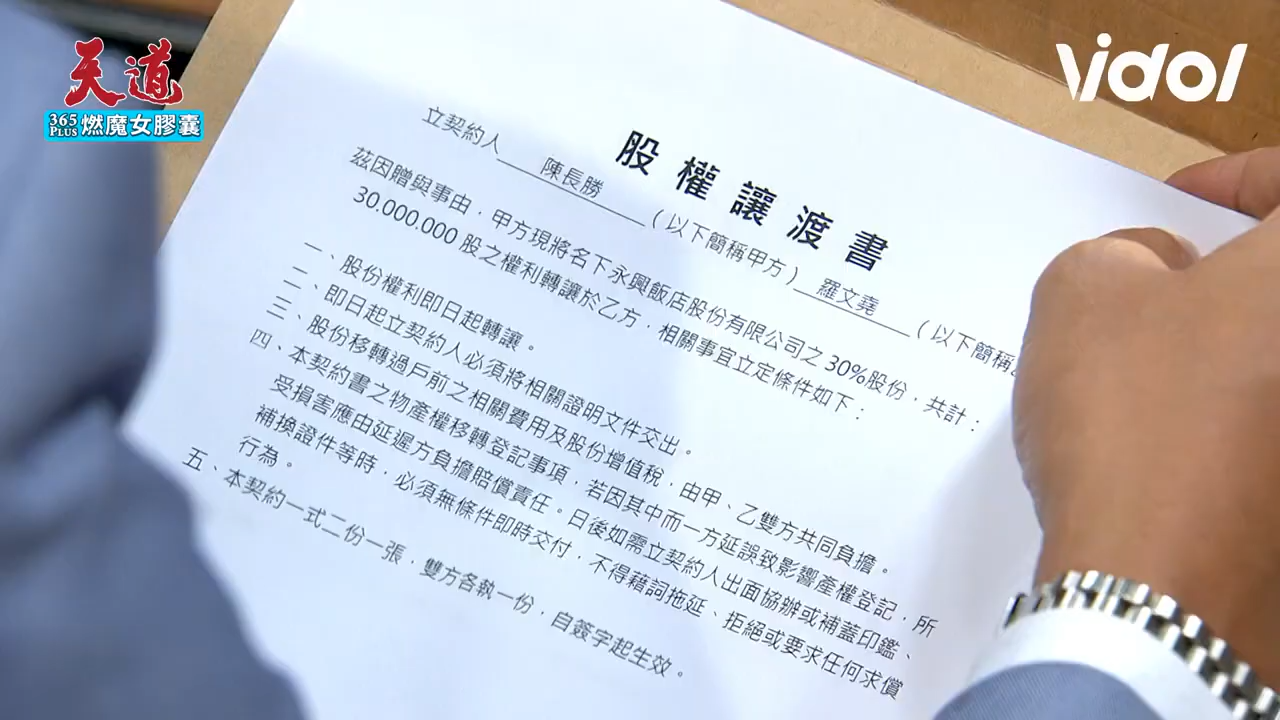 天道
365 PLUS 燃魔女膠囊
Vidol
股權讓渡書
立契約人 陳長勝 (以下簡稱甲方) 羅文堯 (以下簡稱
茲因贈與事由，甲方現將名下永興飯店股份有限公司之 30%股份，共計：
30.000.000 股之權利轉讓於乙方，相關事宜立定條件如下：
一、股份權利即日起轉讓。
二、即日起立契約人必須將相關證明文件交出。
三、股份移轉過戶前之相關費用及股份增值稅，由甲、乙雙方共同負擔。
四、本契約書之物產權移轉登記事項，若因其中而一方延誤致影響產權登記，所
受損害應由延遲方負擔賠償責任。日後如需立契約人出面協辦或補蓋印鑑、
補換證件等時，必須無條件即時交付，不得藉詞拖延、拒絕或要求任何求償
行為。
五、本契約一式二份一張，雙方各執一份，自簽字起生效。